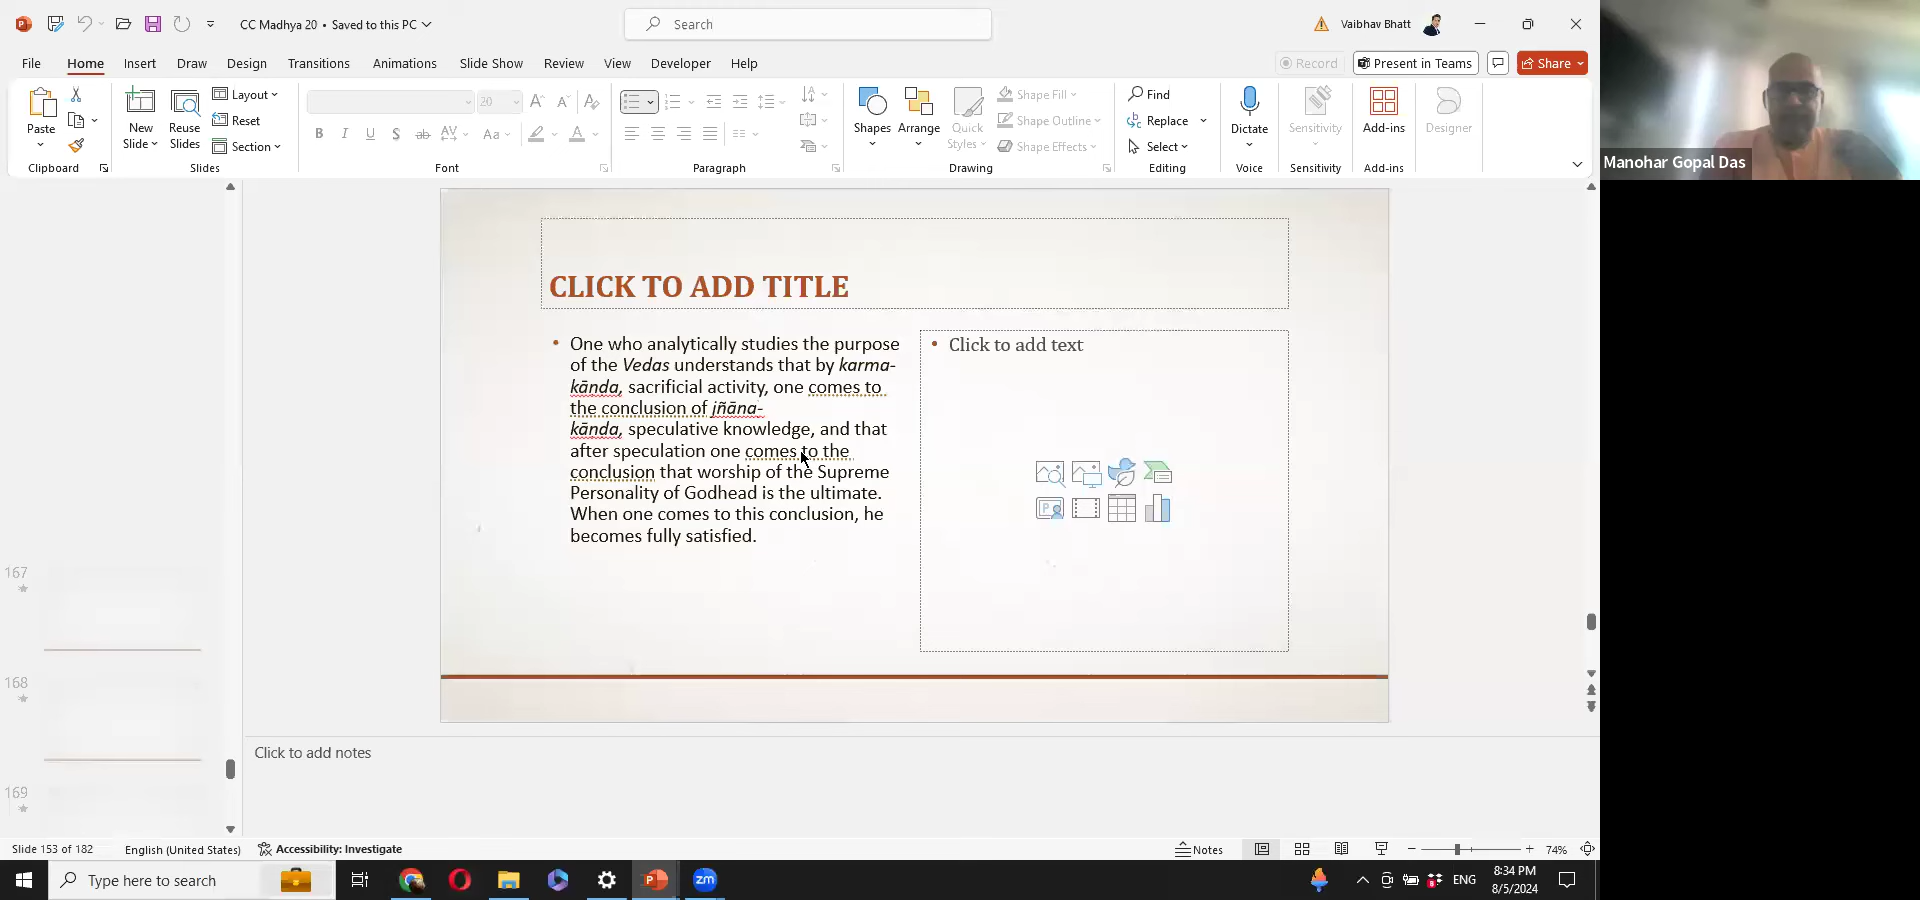 CC Madhya 20 • Saved to this PC
Search
Vaibhav Bhatt
File Home Insert Draw Design Transitions Animations Slide Show Review View Developer Help
Record
Present in Teams
Share
Paste
New Slide
Reuse Slides
Layout
Reset
Section
20
B I U S ab AV Aa A
Shapes
Arrange
Quick Styles
Shape Fill
Shape Outline
Shape Effects
Find
Replace
Select
Dictate
Sensitivity
Add-ins
Designer
Clipboard Slides Font Paragraph Drawing Editing Voice Sensitivity Add-ins
Manohar Gopal Das
CLICK TO ADD TITLE
• One who analytically studies the purpose
of the Vedas understands that by karma-
kānda, sacrificial activity, one comes to
the conclusion of jñāna-
kānda, speculative knowledge, and that
after speculation one comes to the
conclusion that worship of the Supreme
Personality of Godhead is the ultimate.
When one comes to this conclusion, he
becomes fully satisfied.
• Click to add text
167
168
169
Click to add notes
Slide 153 of 182 English (United States) Accessibility: Investigate
Notes
74%
Type here to search
zm
ENG
8:34 PM
8/5/2024